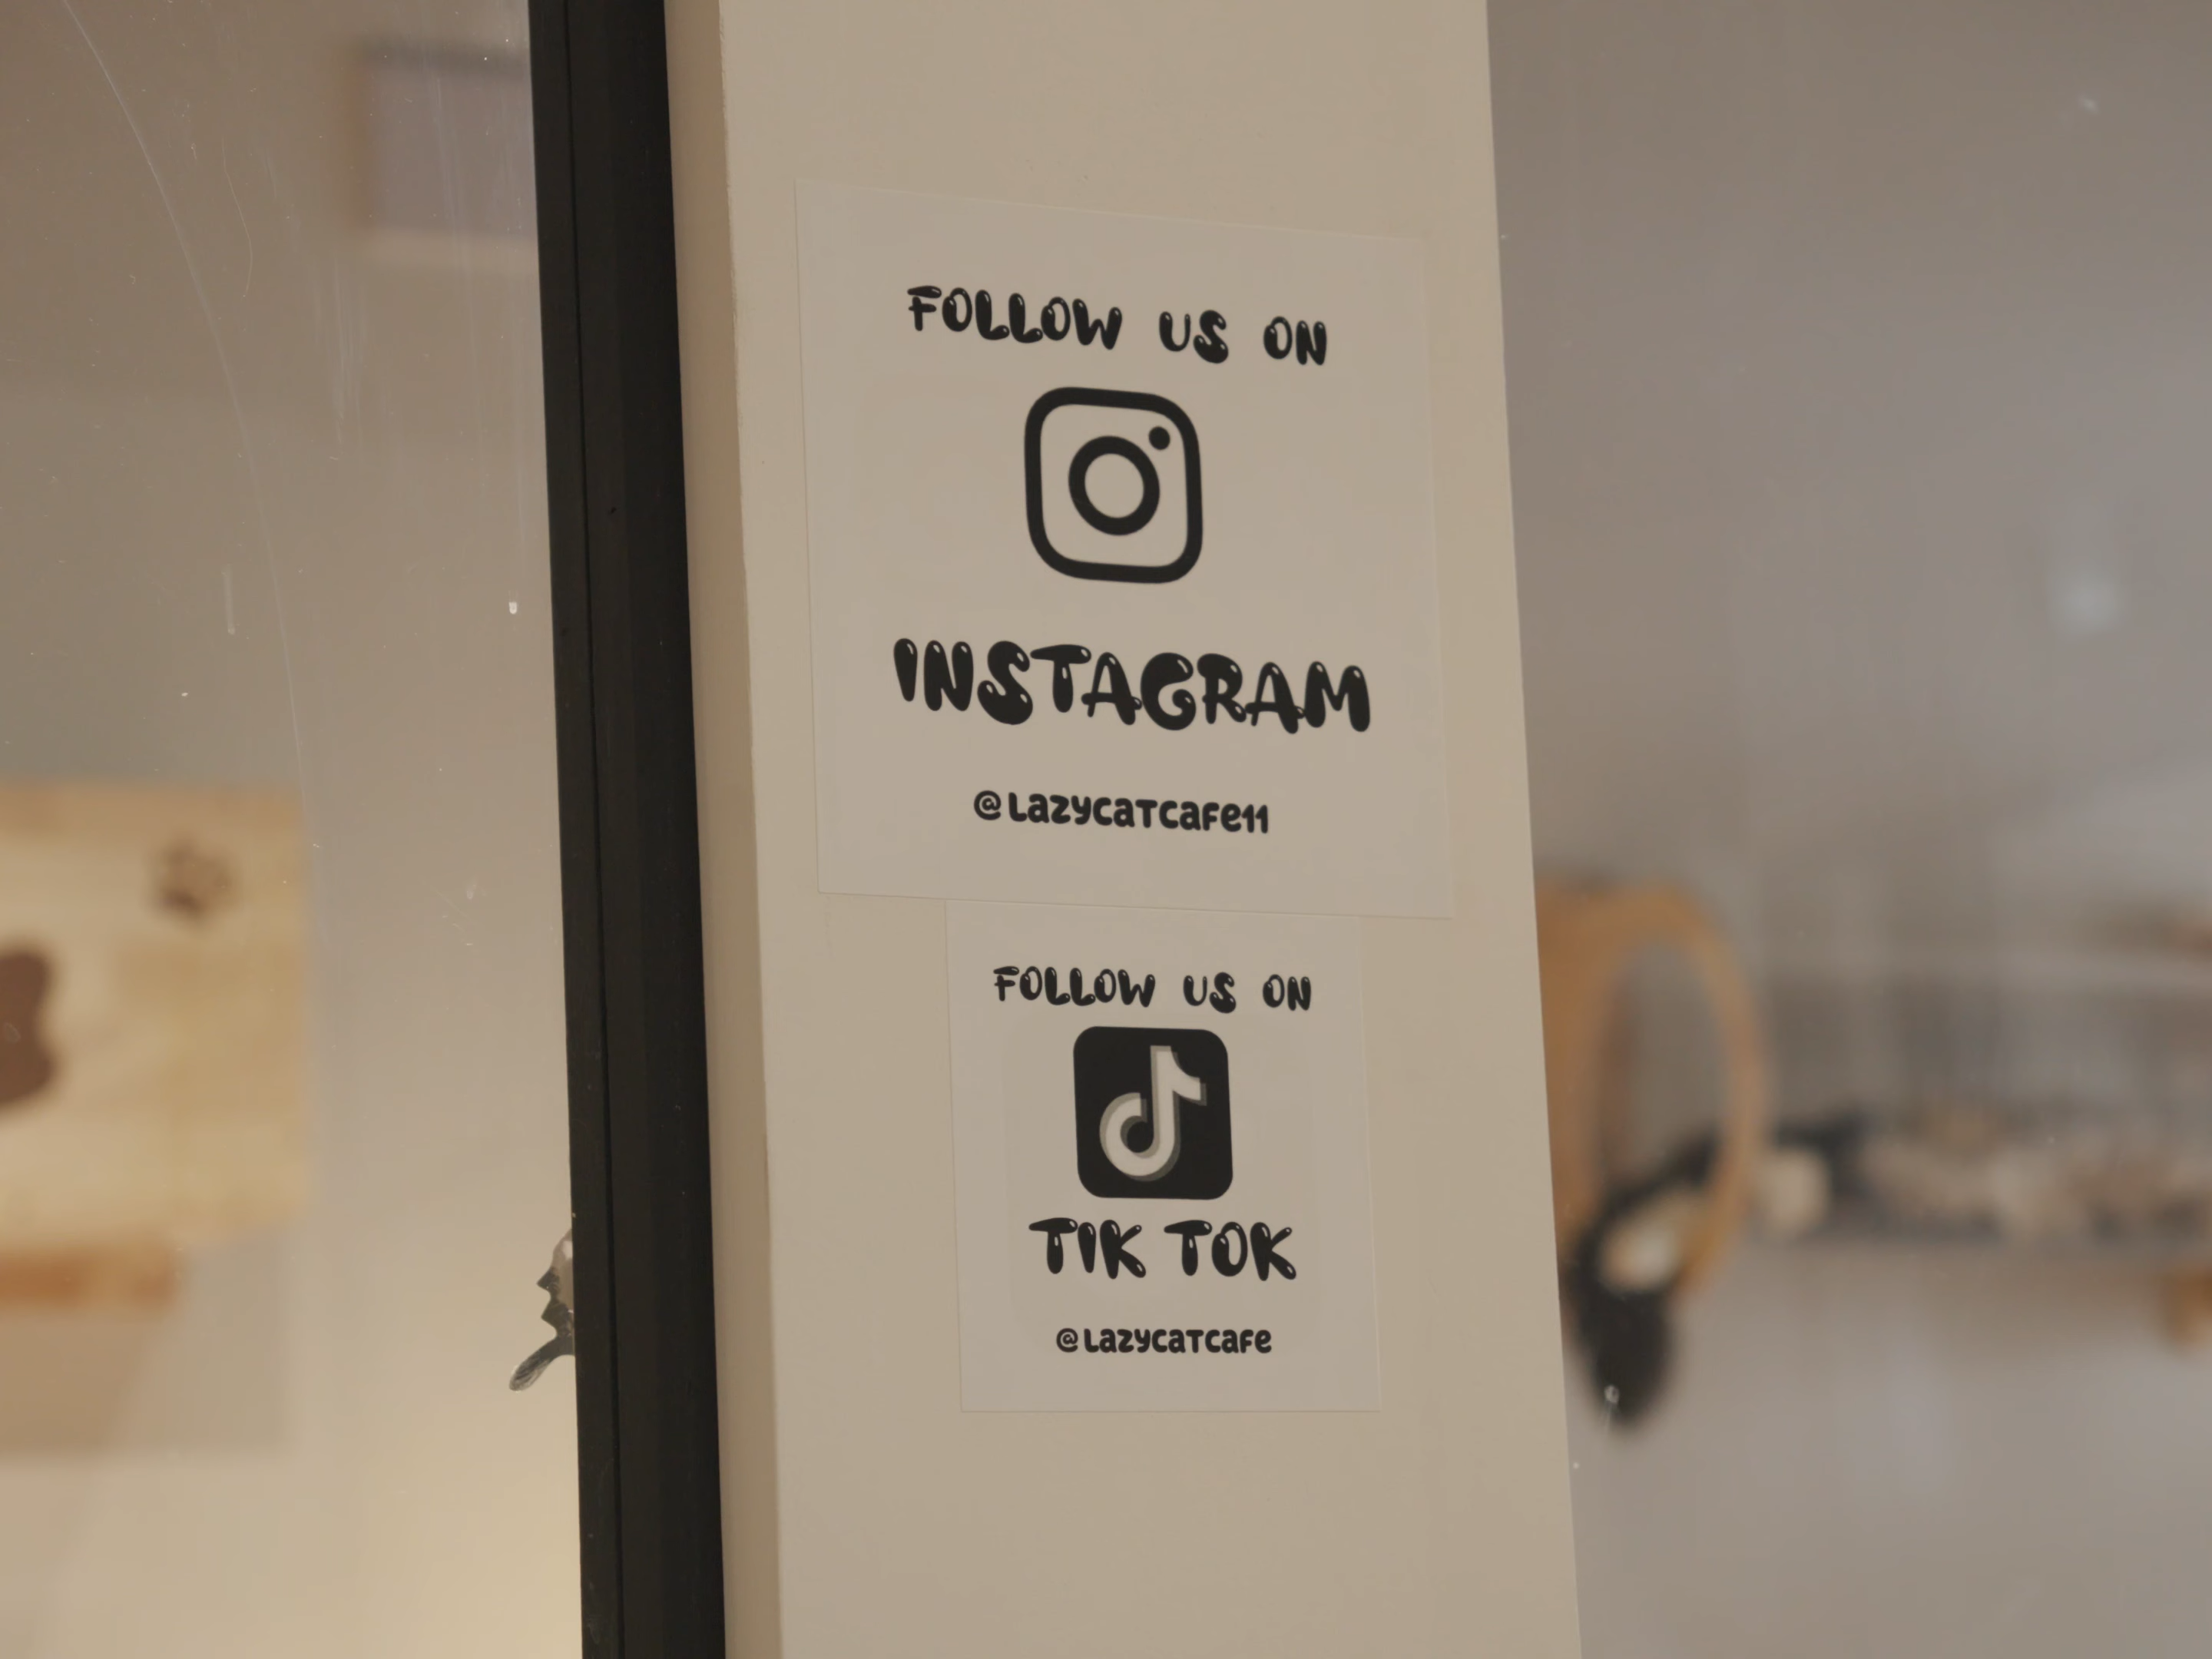 FOLLOW US ON
INSTAGRAM
@LazycatcaFe11
FOLLOW US ON
TIK TOK
@LazycatcaFe